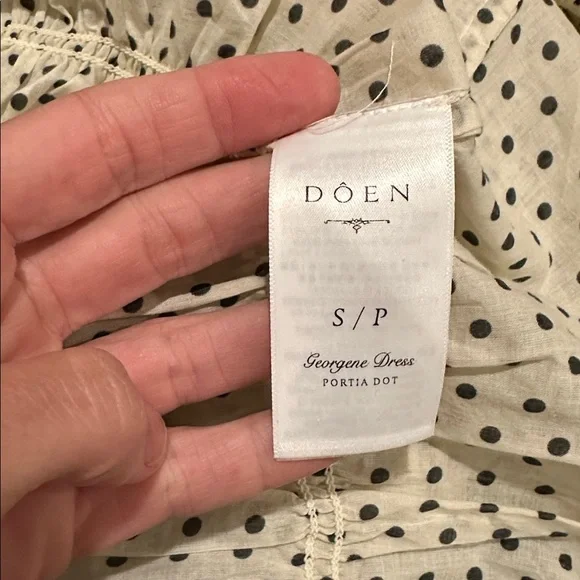 DÔEN
S / P
Georgene Dress
PORTIA DOT